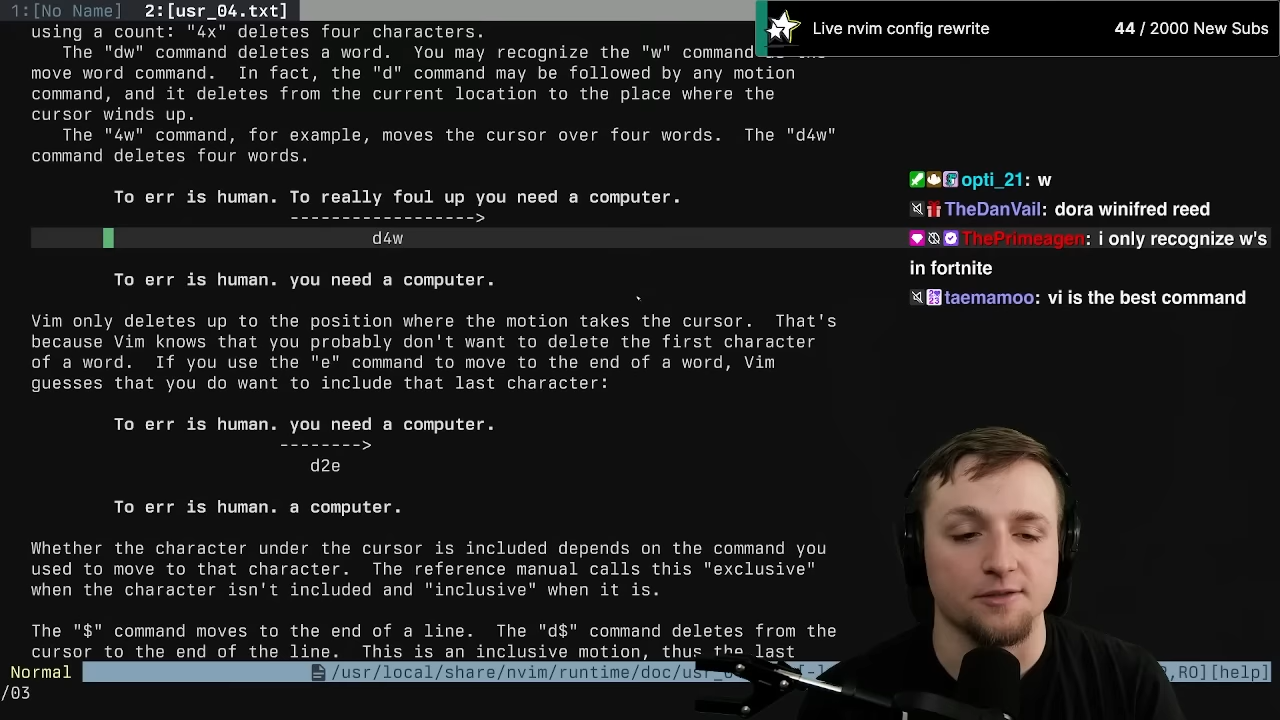 1:[No Name] 2:[usr_04.txt]
Live nvim config rewrite 44 / 2000 New Subs
using a count: "4x" deletes four characters.
The "dw" command deletes a word. You may recognize the "w" command
move word command. In fact, the "d" command may be followed by any motion
command, and it deletes from the current location to the place where the
cursor winds up.
The "4w" command, for example, moves the cursor over four words. The "d4w"
command deletes four words.
To err is human. To really foul up you need a computer.
------------------>
d4w
To err is human. you need a computer.
Vim only deletes up to the position where the motion takes the cursor. That's
because Vim knows that you probably don't want to delete the first character
of a word. If you use the "e" command to move to the end of a word, Vim
guesses that you do want to include that last character:
To err is human. you need a computer.
-------->
d2e
To err is human. a computer.
Whether the character under the cursor is included depends on the command you
used to move to that character. The reference manual calls this "exclusive"
when the character isn't included and "inclusive" when it is.
The "$" command moves to the end of a line. The "d$" command deletes from the
cursor to the end of the line. This is an inclusive motion, thus the last
opti_21: w
TheDanVail: dora winifred reed
ThePrimeagen: i only recognize w's
in fortnite
taemamoo: vi is the best command
Normal /usr/local/share/nvim/runtime/doc/usr_ [-] ,RO][help]
/03